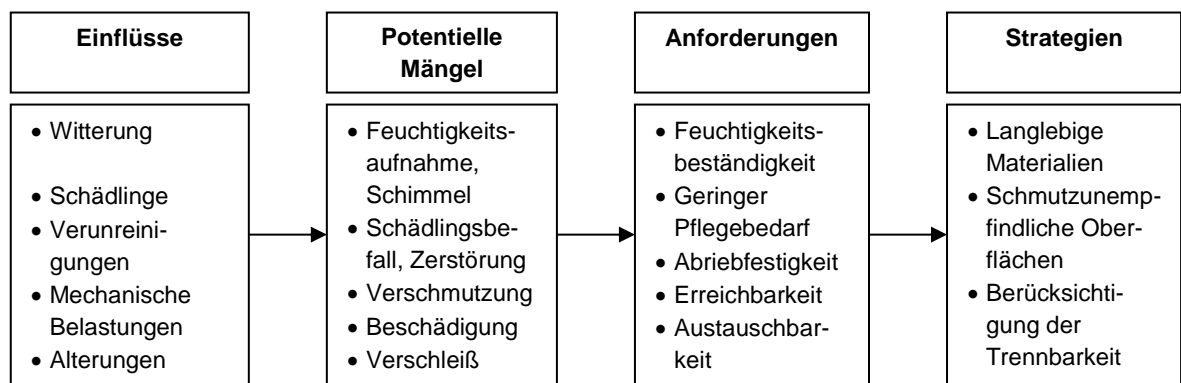 Einflüsse
• Witterung
• Schädlinge
• Verunreini-
gungen
• Mechanische
Belastungen
• Alterungen
Potentielle
Mängel
• Feuchtigkeits-
aufnahme,
Schimmel
• Schädlingsbe-
fall, Zerstörung
• Verschmutzung
• Beschädigung
• Verschleiß
Anforderungen
• Feuchtigkeits-
beständigkeit
• Geringer
Pflegebedarf
• Abriebfestigkeit
• Erreichbarkeit
• Austauschbar-
keit
Strategien
• Langlebige
Materialien
• Schmutzunemp-
findliche Ober-
flächen
• Berücksichti-
gung der
Trennbarkeit